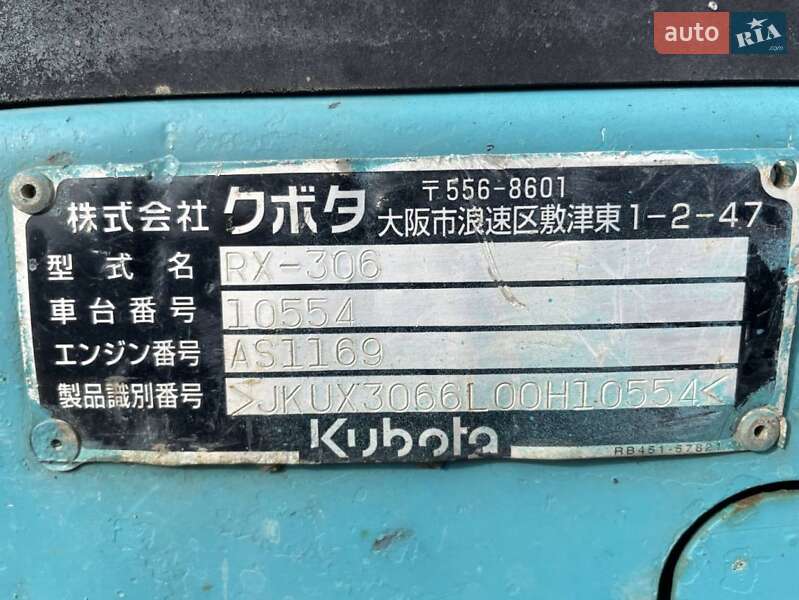 auto RIA .com
株式会社 クボタ 〒556-8601
大阪市浪速区敷津東1-2-47
型式名 RX-306
車台番号 10554
エンジン番号 AS1169
製品識別番号 >JKUX3066L00H10554<
Kubota